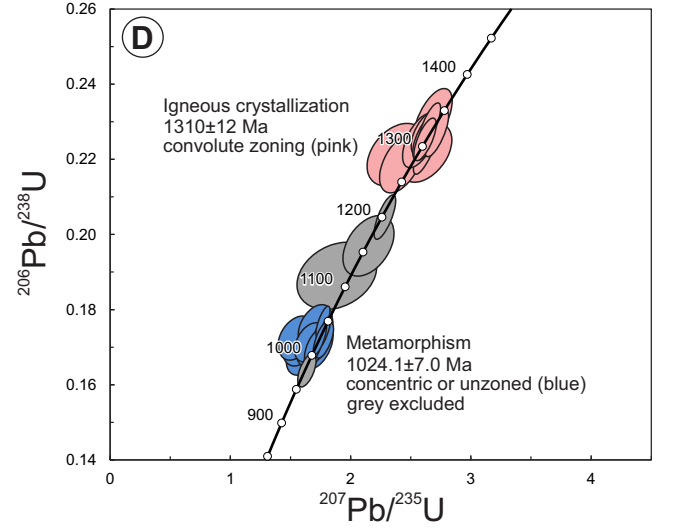 D
0.26
0.24
0.22
0.20
0.18
0.16
0.14
206Pb/238U
1400
Igneous crystallization
1310±12 Ma
convolute zoning (pink)
1300
1200
1100
1000
900
Metamorphism
1024.1±7.0 Ma
concentric or unzoned (blue)
grey excluded
0 1 2 3 4
207Pb/235U